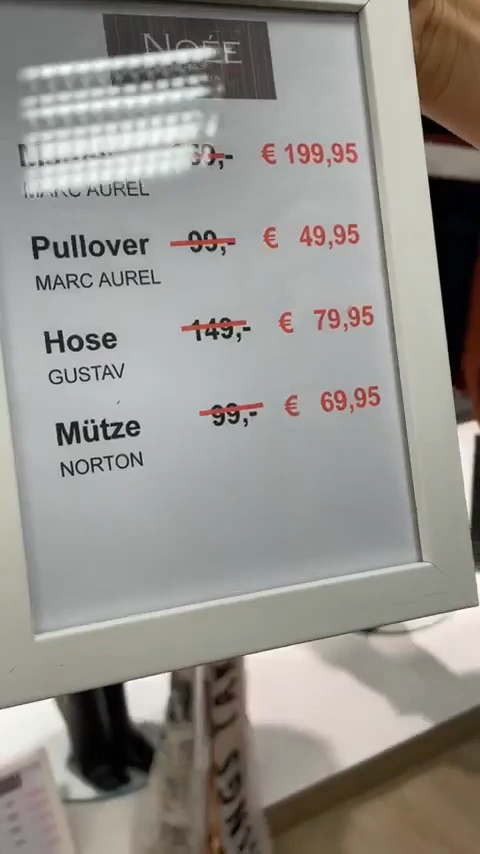 NOÉE
€ 199,95
MARC AUREL
Pullover 99,- € 49,95
MARC AUREL
Hose 149,- € 79,95
GUSTAV
Mütze 99,- € 69,95
NORTON